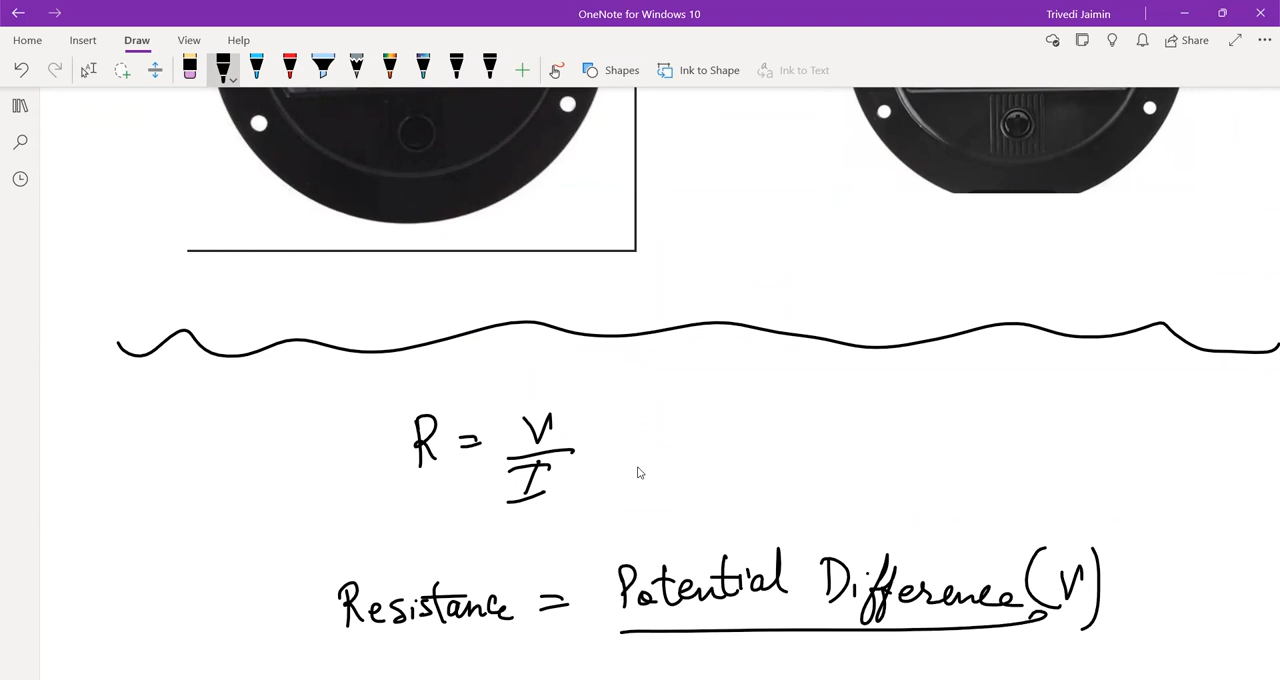 OneNote for Windows 10
Trivedi Jaimin
Home Insert Draw View Help
Share
Shapes Ink to Shape Ink to Text
R = V
I
Resistance = Potential Difference (V)